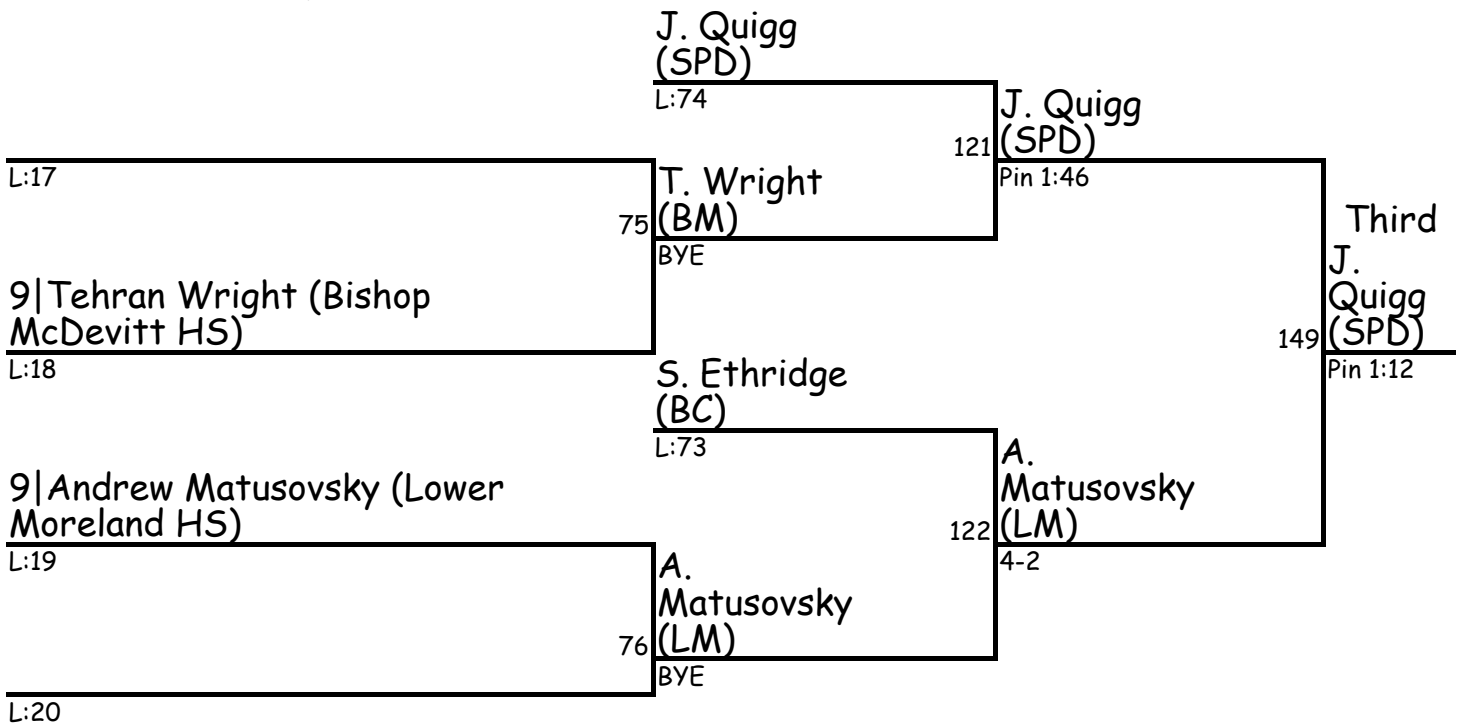 J. Quigg
(SPD)
L:74
J. Quigg
(SPD)
121
Pin 1:46
L:17
T. Wright
(BM)
75
BYE
Third
J.
Quigg
(SPD)
149
Pin 1:12
9|Tehran Wright (Bishop
McDevitt HS)
L:18
S. Ethridge
(BC)
L:73
A.
Matusovsky
(LM)
122
4-2
9|Andrew Matusovsky (Lower
Moreland HS)
L:19
A.
Matusovsky
(LM)
76
BYE
L:20